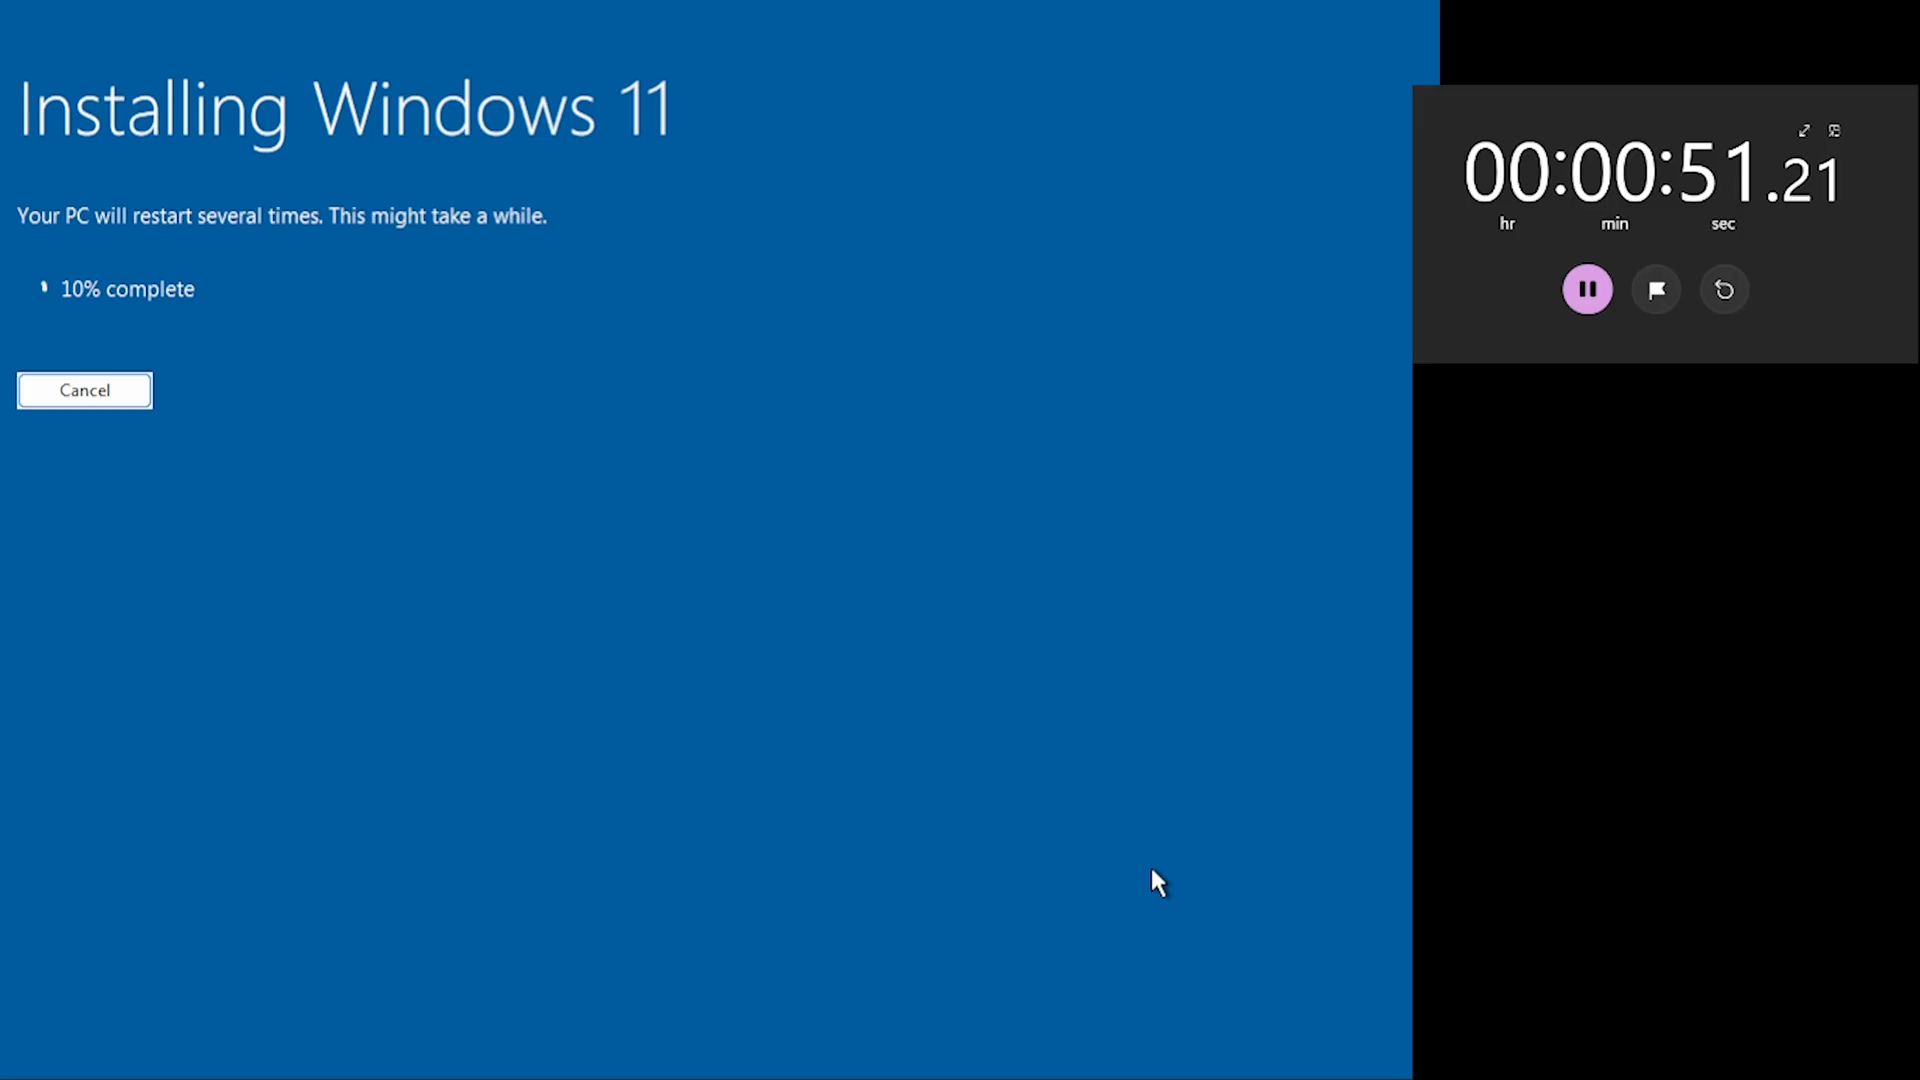 Installing Windows 11
Your PC will restart several times. This might take a while.
10% complete
Cancel
00:00:51.21
hr min sec